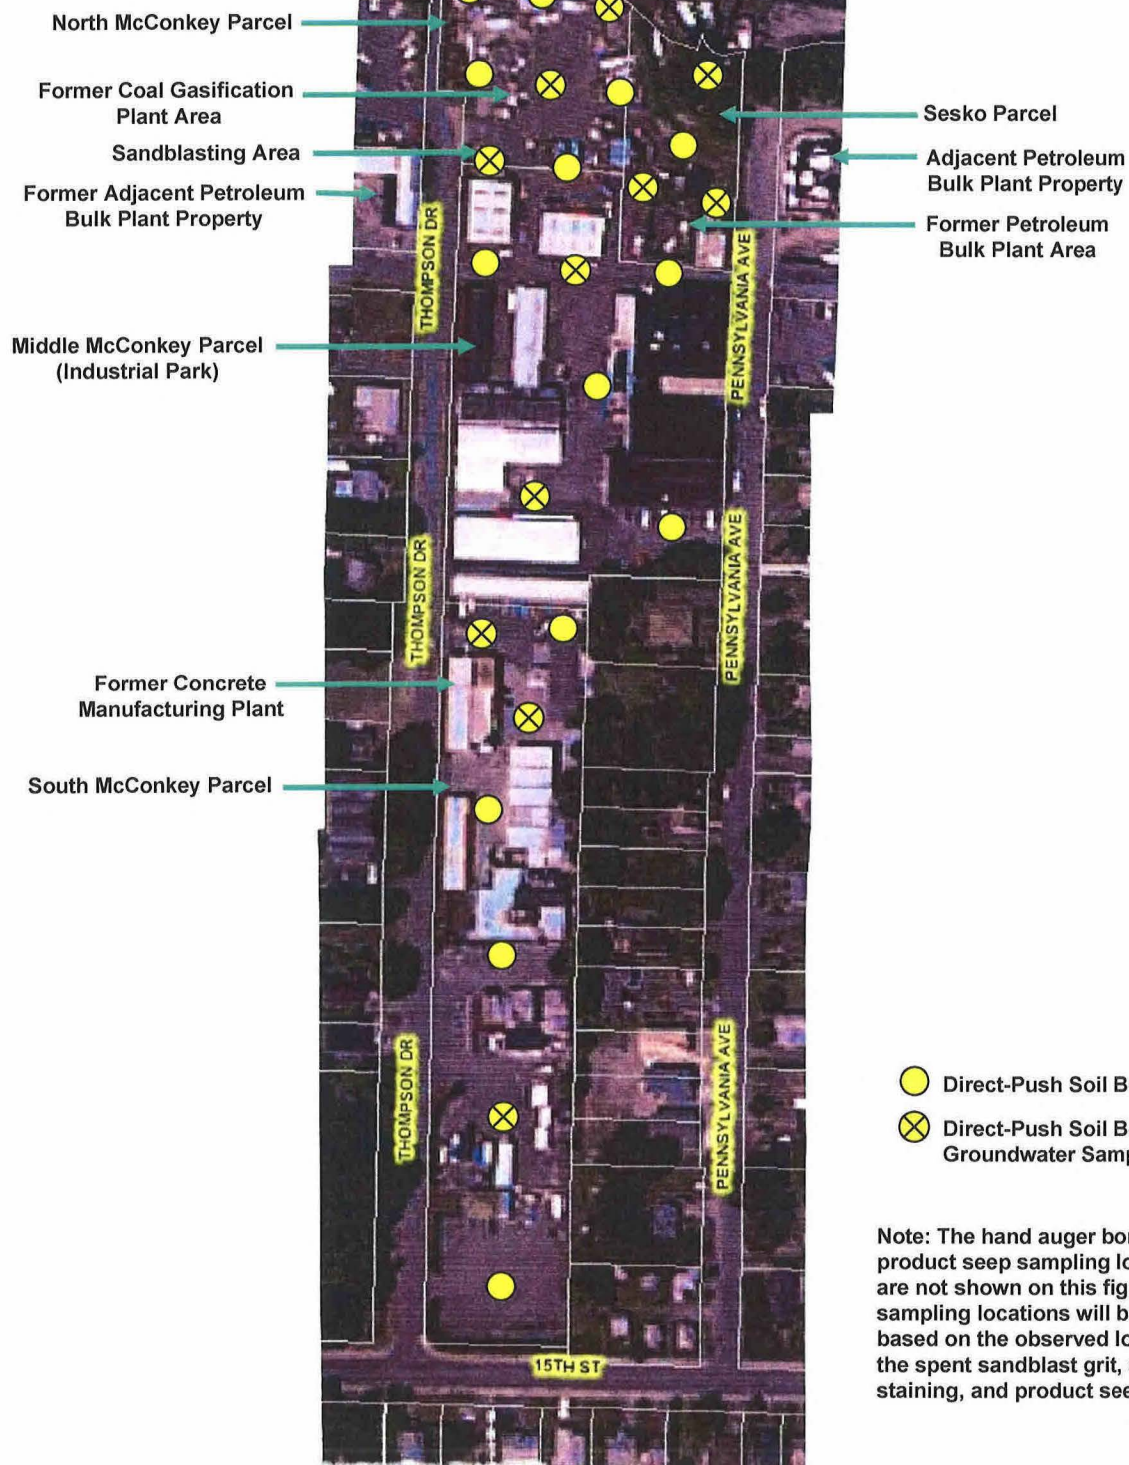 North McConkey Parcel
Former Coal Gasification
Plant Area
Sandblasting Area
Former Adjacent Petroleum
Bulk Plant Property
Sesko Parcel
Adjacent Petroleum
Bulk Plant Property
Former Petroleum
Bulk Plant Area
THOMPSON DR
PENNSYLVANIA AVE
Middle McConkey Parcel
(Industrial Park)
THOMPSON DR
PENNSYLVANIA AVE
Former Concrete
Manufacturing Plant
South McConkey Parcel
THOMPSON DR
PENNSYLVANIA AVE
15TH ST
Direct-Push Soil B
Direct-Push Soil B
Groundwater Samp
Note: The hand auger bor
product seep sampling lo
are not shown on this fig
sampling locations will b
based on the observed lo
the spent sandblast grit,
staining, and product see